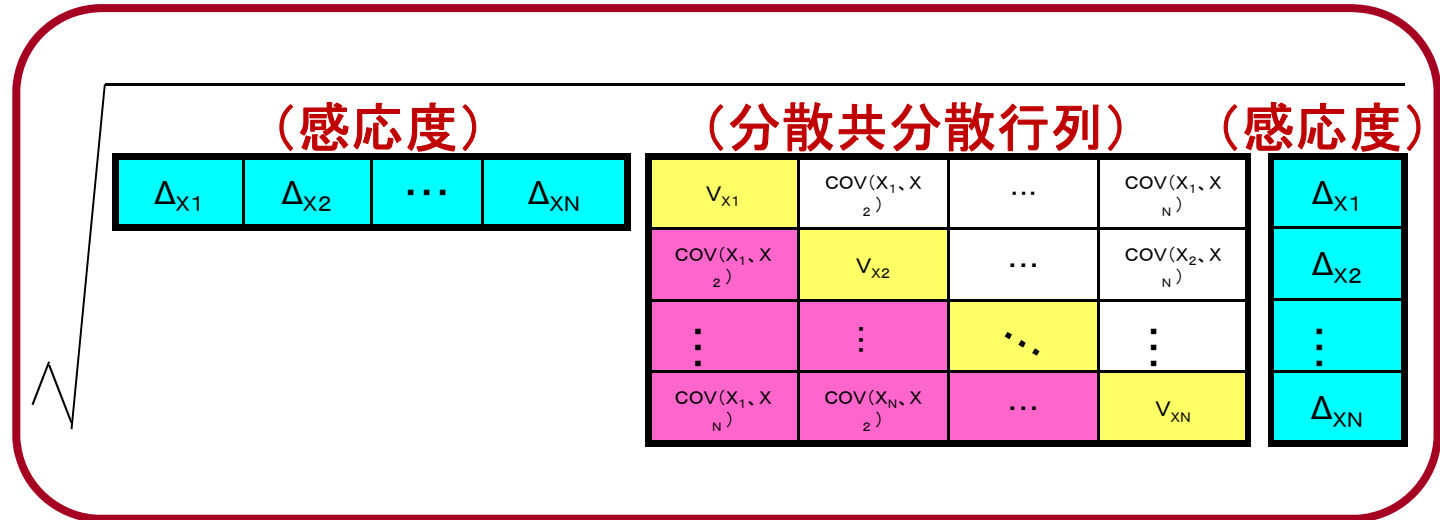 (感応度) (分散共分散行列) (感応度)
ΔX1 ΔX2 ・・・ ΔXN
VX1 COV(X1、X2) ・・・ COV(X1、XN) ΔX1
COV(X1、X2) VX2 ・・・ COV(X2、XN) ΔX2
⋮ ⋮ ⋱ ⋮ ⋮
COV(X1、XN) COV(XN、X2) ・・・ VXN ΔXN